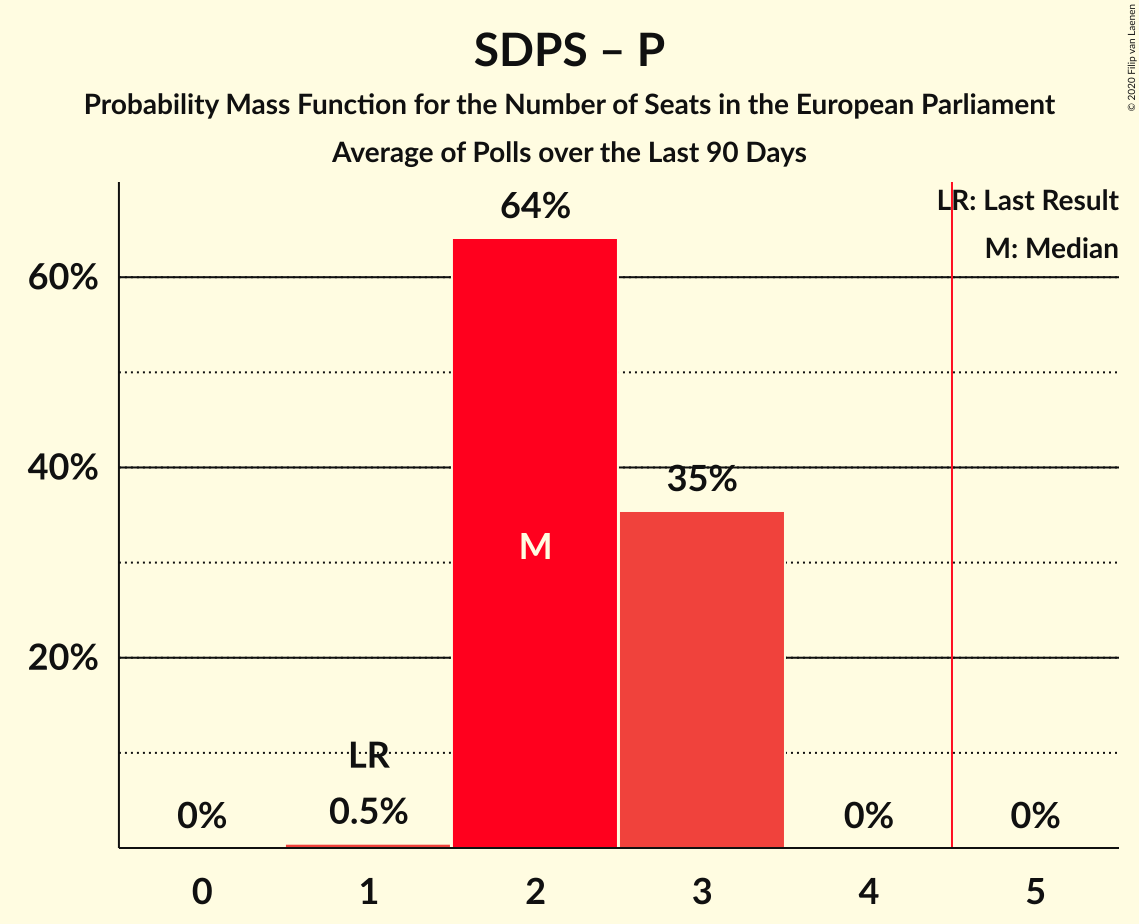 SDPS – P
Probability Mass Function for the Number of Seats in the European Parliament
Average of Polls over the Last 90 Days
© 2020 Filip van Laenen
LR: Last Result
M: Median
64%
60%
40%
35%
M
20%
LR
0%
0.5%
0%
0%
0
1
2
3
4
5